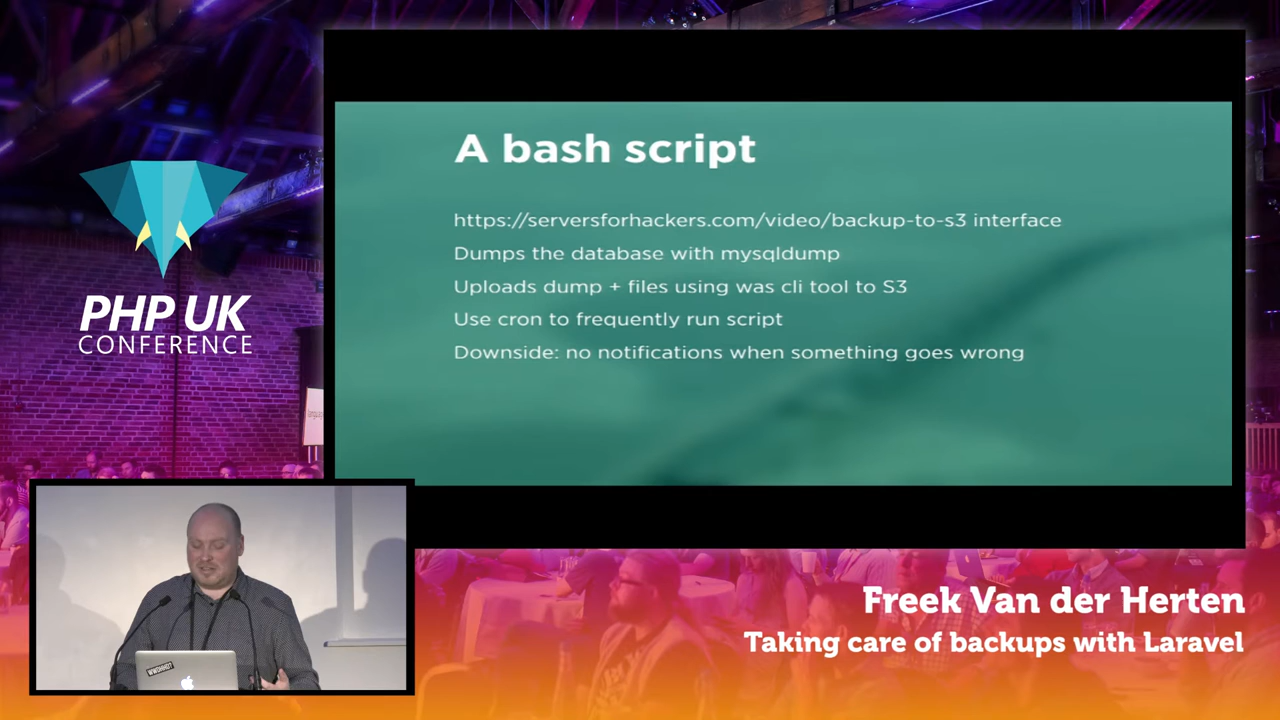 A bash script
https://serversforhackers.com/video/backup-to-s3 interface
Dumps the database with mysqldump
Uploads dump + files using was cli tool to S3
Use cron to frequently run script
Downside: no notifications when something goes wrong
PHP UK
CONFERENCE
Freek Van der Herten
Taking care of backups with Laravel